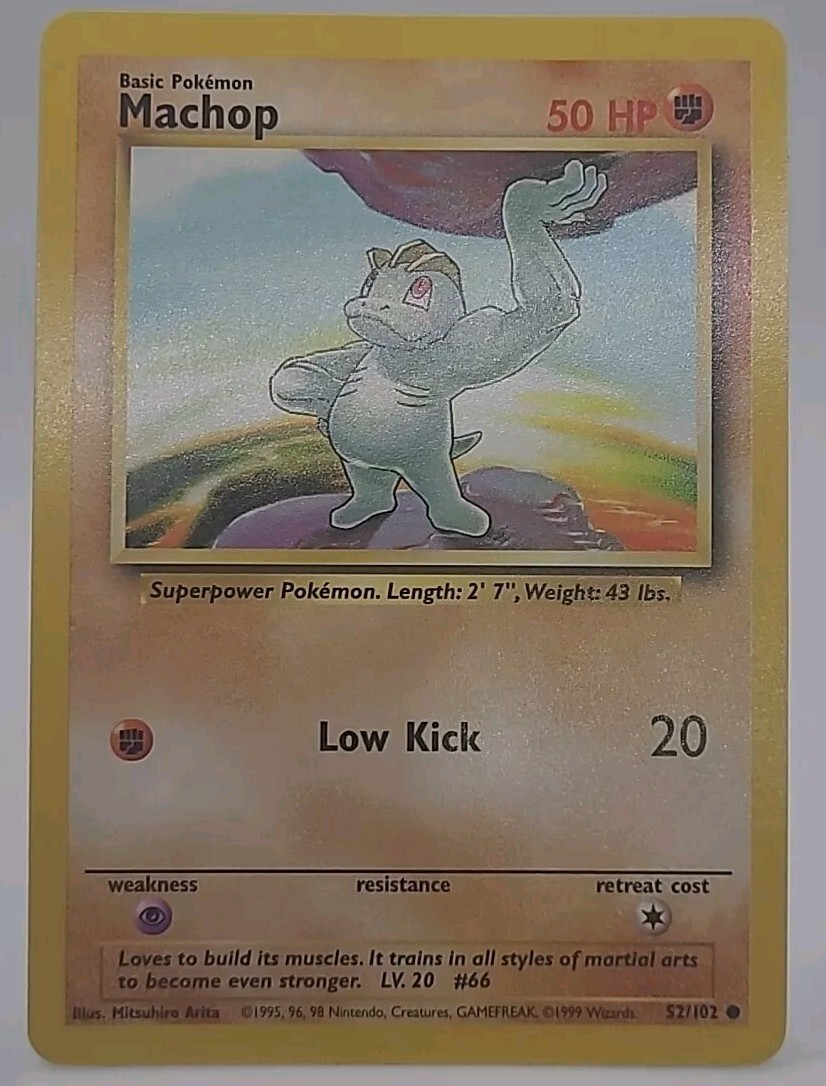 Basic Pokémon
Machop
50 HP
Superpower Pokémon. Length: 2' 7", Weight: 43 lbs.
Low Kick 20
weakness resistance retreat cost
Loves to build its muscles. It trains in all styles of martial arts
to become even stronger. LV. 20 #66
Illus. Mitsuhiro Arita ©1995, 96, 98 Nintendo, Creatures, GAMEFREAK. ©1999 Wizards. 52/102